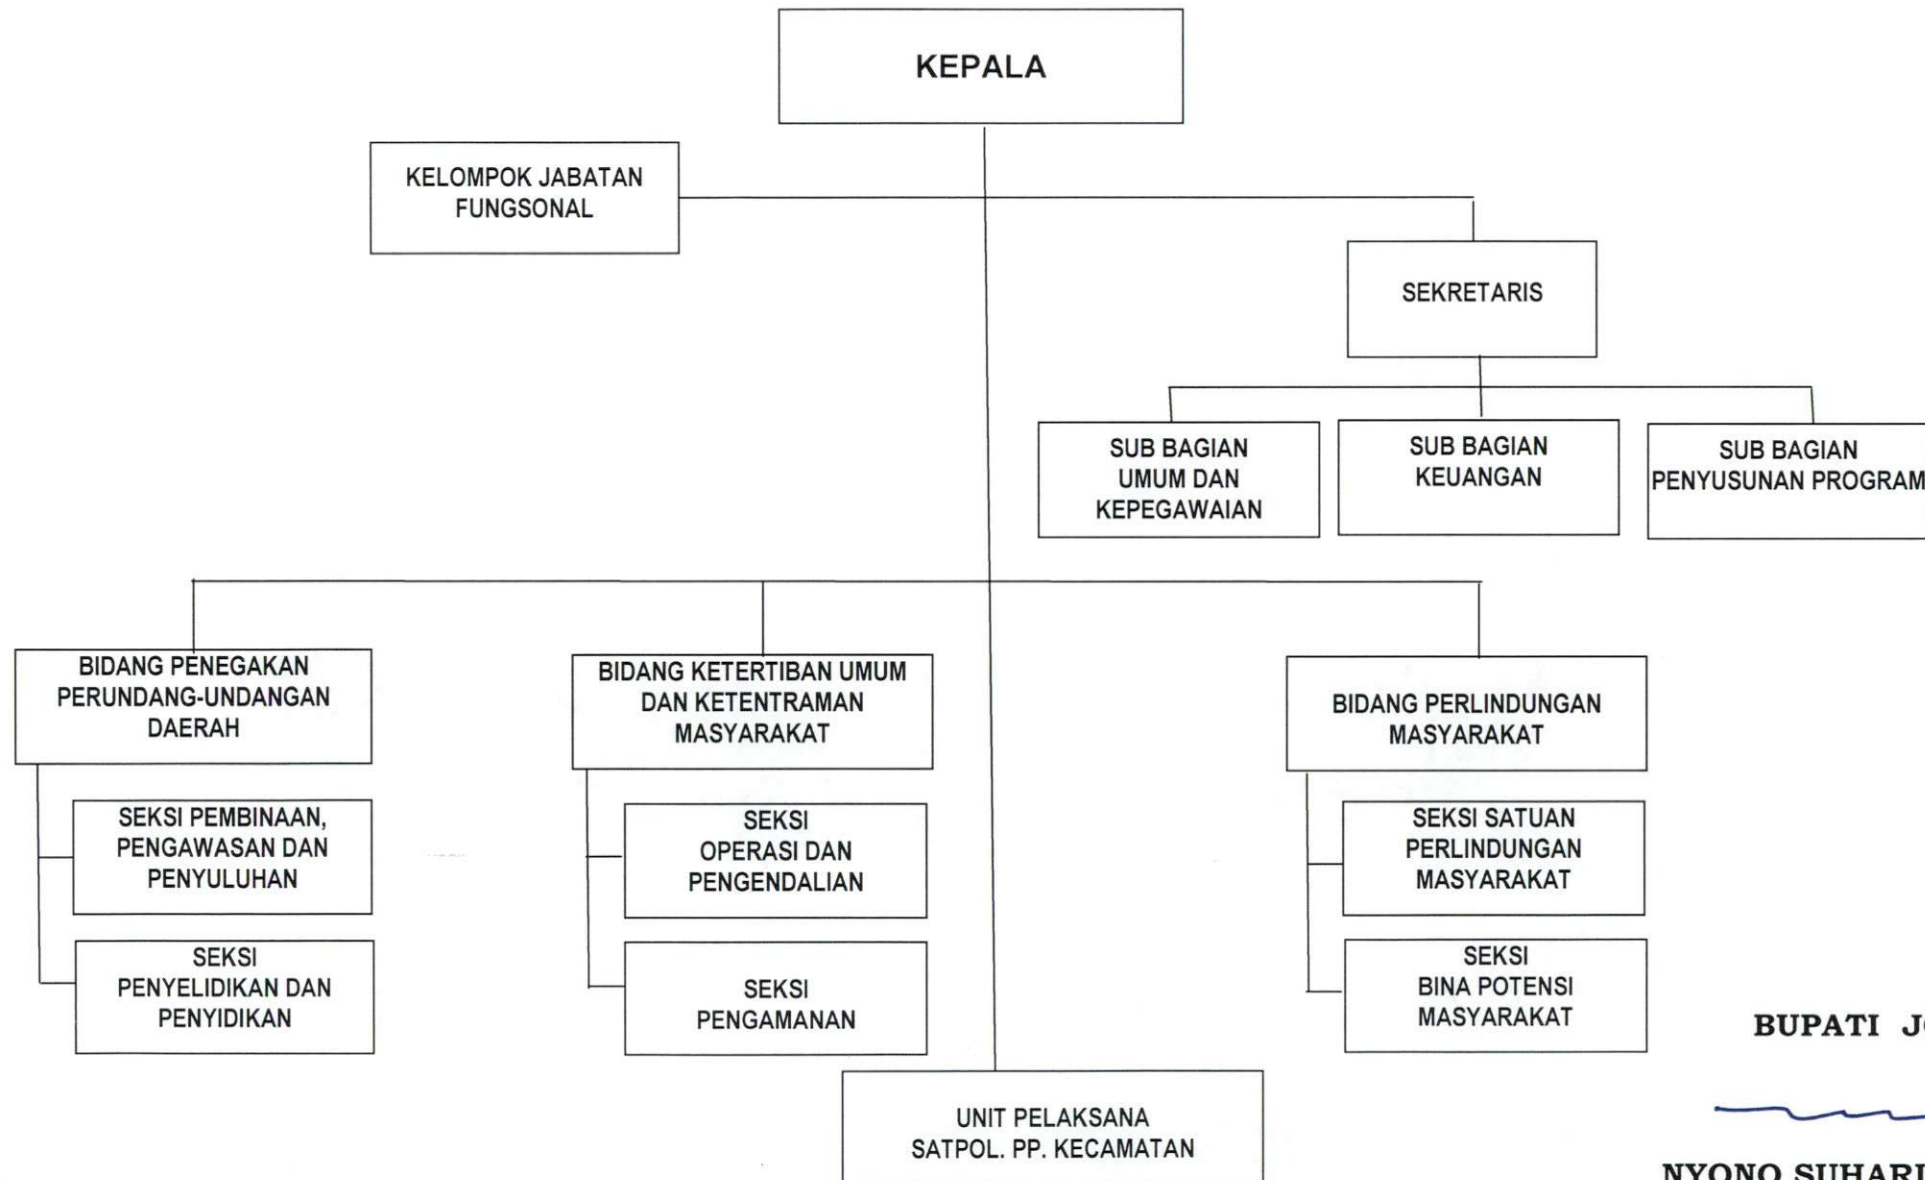 KEPALA
KELOMPOK JABATAN
FUNGSONAL
SEKRETARIS
SUB BAGIAN
UMUM DAN
KEPEGAWAIAN
SUB BAGIAN
KEUANGAN
SUB BAGIAN
PENYUSUNAN PROGRAM
BIDANG PENEGAKAN
PERUNDANG-UNDANGAN
DAERAH
BIDANG KETERTIBAN UMUM
DAN KETENTRAMAN
MASYARAKAT
BIDANG PERLINDUNGAN
MASYARAKAT
SEKSI PEMBINAAN,
PENGAWASAN DAN
PENYULUHAN
SEKSI
OPERASI DAN
PENGENDALIAN
SEKSI SATUAN
PERLINDUNGAN
MASYARAKAT
SEKSI
PENYELIDIKAN DAN
PENYIDIKAN
SEKSI
PENGAMANAN
SEKSI
BINA POTENSI
MASYARAKAT
UNIT PELAKSANA
SATPOL. PP. KECAMATAN
BUPATI
NYONO